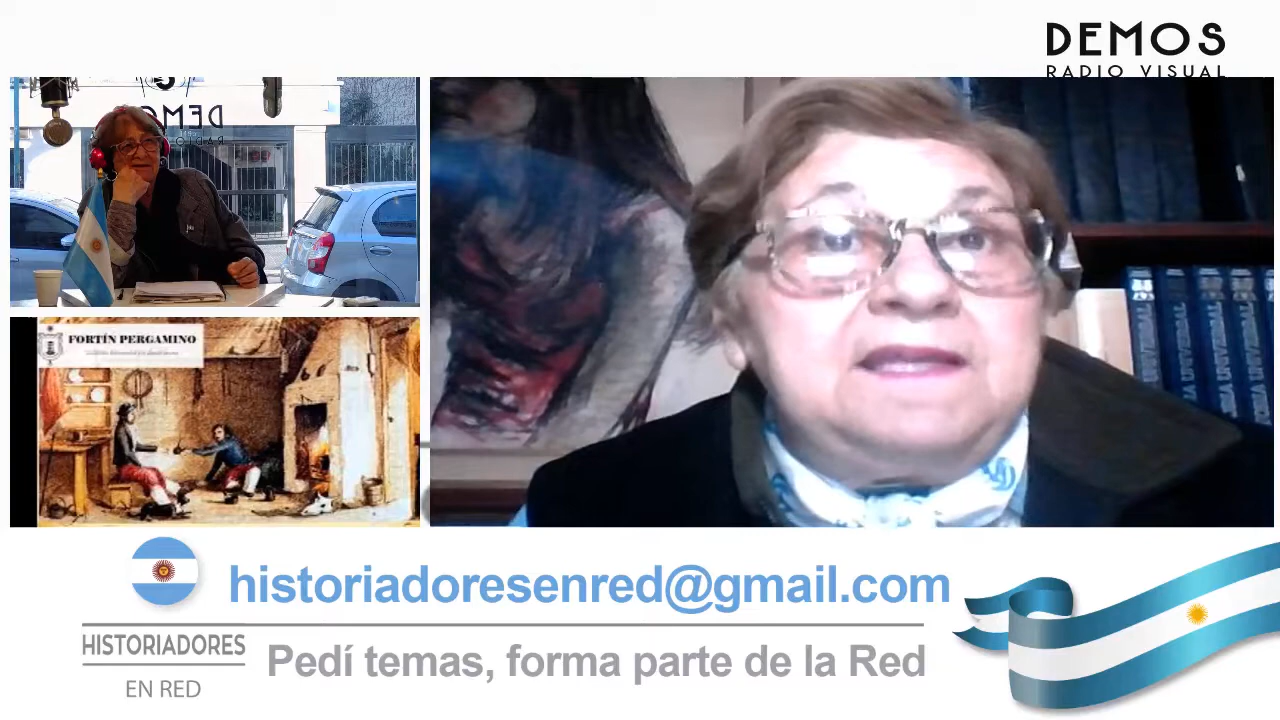 DEMOS
RADIO VISUAL
FORTÍN PERGAMINO
historiadoresenred@gmail.com
HISTORIADORES
EN RED
Pedí temas, forma parte de la Red